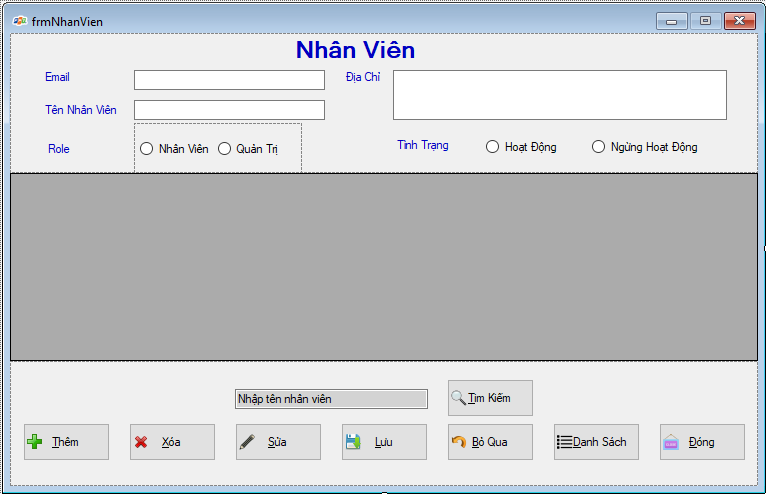 frmNhanVien
Nhân Viên
Email
Địa Chỉ
Tên Nhân Viên
Role
Nhân Viên
Quản Trị
Tình Trạng
Hoạt Động
Ngừng Hoạt Động
Nhập tên nhân viên
Tìm Kiếm
Thêm
Xóa
Sửa
Lưu
Bỏ Qua
Danh Sách
Đóng